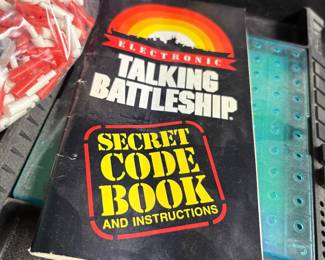 ELECTRONIC
TALKING
BATTLESHIP.
SECRET
CODE
BOOK
AND INSTRUCTIONS